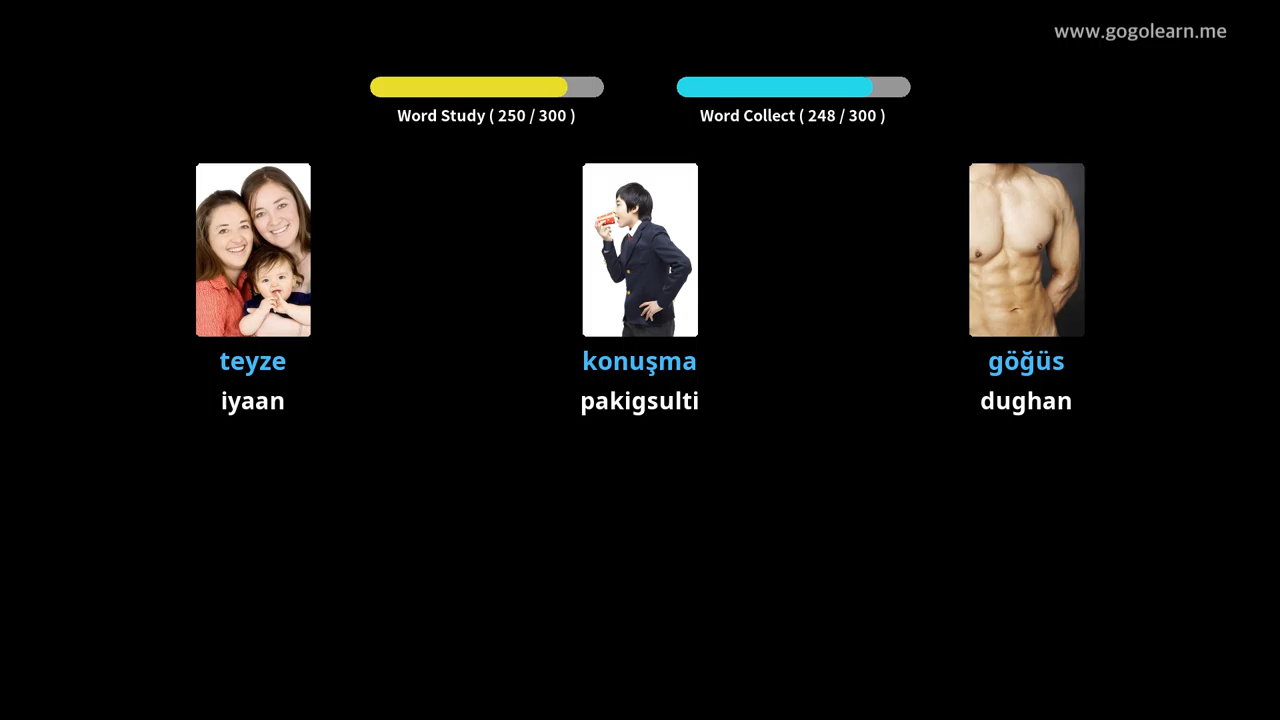 www.gogolearn.me
Word Study ( 250 / 300 )
Word Collect ( 248 / 300 )
teyze
konuşma
göğüs
iyaan
pakigsulti
dughan